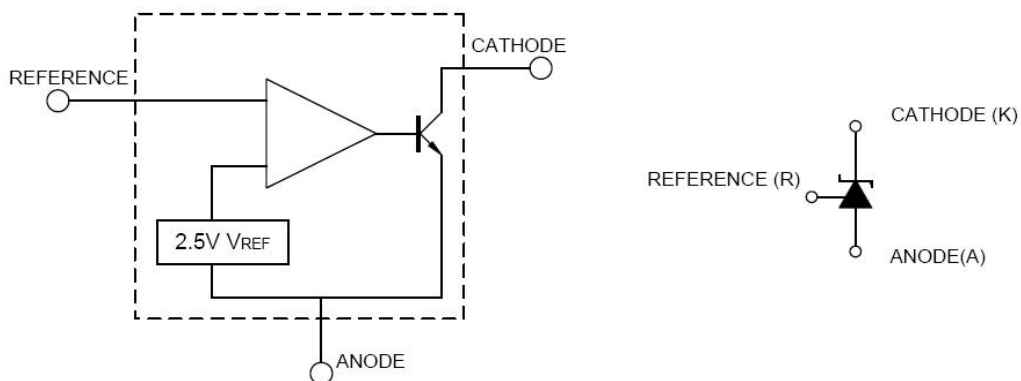 CATHODE
REFERENCE
2.5V VREF
ANODE
CATHODE (K)
REFERENCE (R)
ANODE(A)